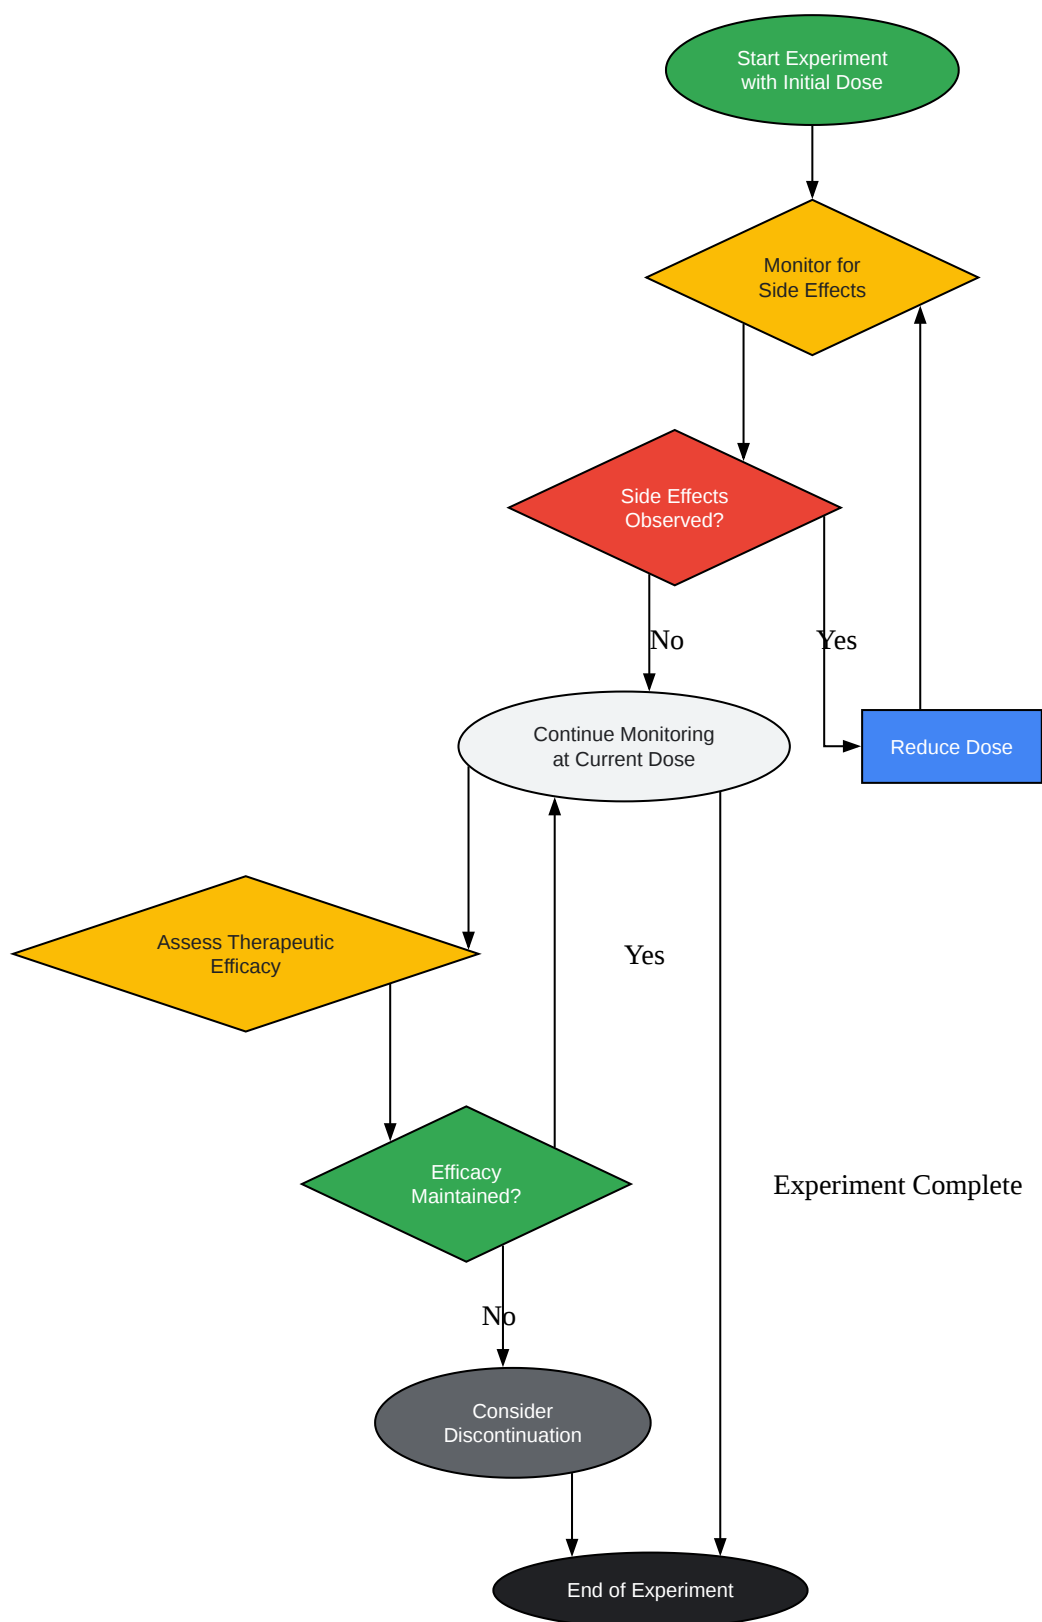 Start Experiment
with Initial Dose
Monitor for
Side Effects
Side Effects
Observed?
No
Yes
Continue Monitoring
at Current Dose
Reduce Dose
Assess Therapeutic
Efficacy
Yes
Efficacy
Maintained?
Experiment Complete
No
Consider
Discontinuation
End of Experiment